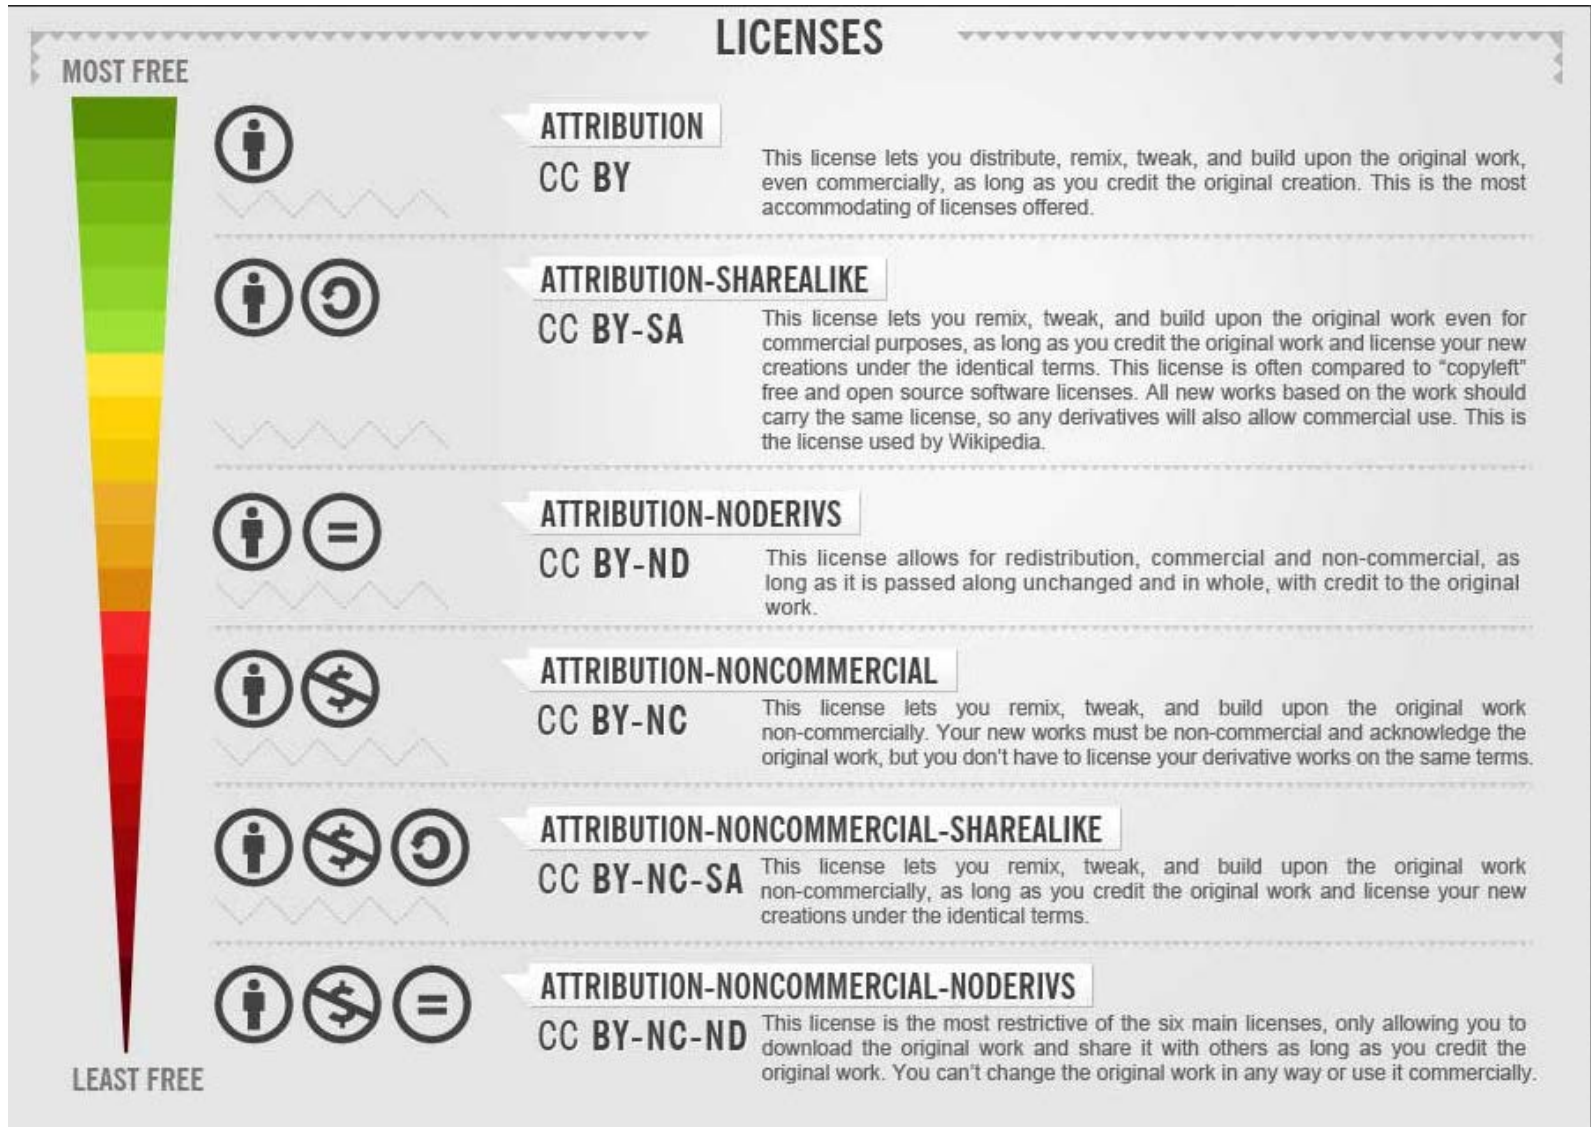 LICENSES
MOST FREE
ATTRIBUTION
CC BY
This license lets you distribute, remix, tweak, and build upon the original work,
even commercially, as long as you credit the original creation. This is the most
accommodating of licenses offered.
ATTRIBUTION-SHAREALIKE
CC BY-SA
This license lets you remix, tweak, and build upon the original work even for
commercial purposes, as long as you credit the original work and license your new
creations under the identical terms. This license is often compared to “copyleft”
free and open source software licenses. All new works based on the work should
carry the same license, so any derivatives will also allow commercial use. This is
the license used by Wikipedia.
ATTRIBUTION-NODERIVS
CC BY-ND
This license allows for redistribution, commercial and non-commercial, as
long as it is passed along unchanged and in whole, with credit to the original
work.
ATTRIBUTION-NONCOMMERCIAL
CC BY-NC
This license lets you remix, tweak, and build upon the original work
non-commercially. Your new works must be non-commercial and acknowledge the
original work, but you don't have to license your derivative works on the same terms.
ATTRIBUTION-NONCOMMERCIAL-SHAREALIKE
CC BY-NC-SA
This license lets you remix, tweak, and build upon the original work
non-commercially, as long as you credit the original work and license your new
creations under the identical terms.
ATTRIBUTION-NONCOMMERCIAL-NODERIVS
CC BY-NC-ND
This license is the most restrictive of the six main licenses, only allowing you to
download the original work and share it with others as long as you credit the
original work. You can't change the original work in any way or use it commercially.
LEAST FREE